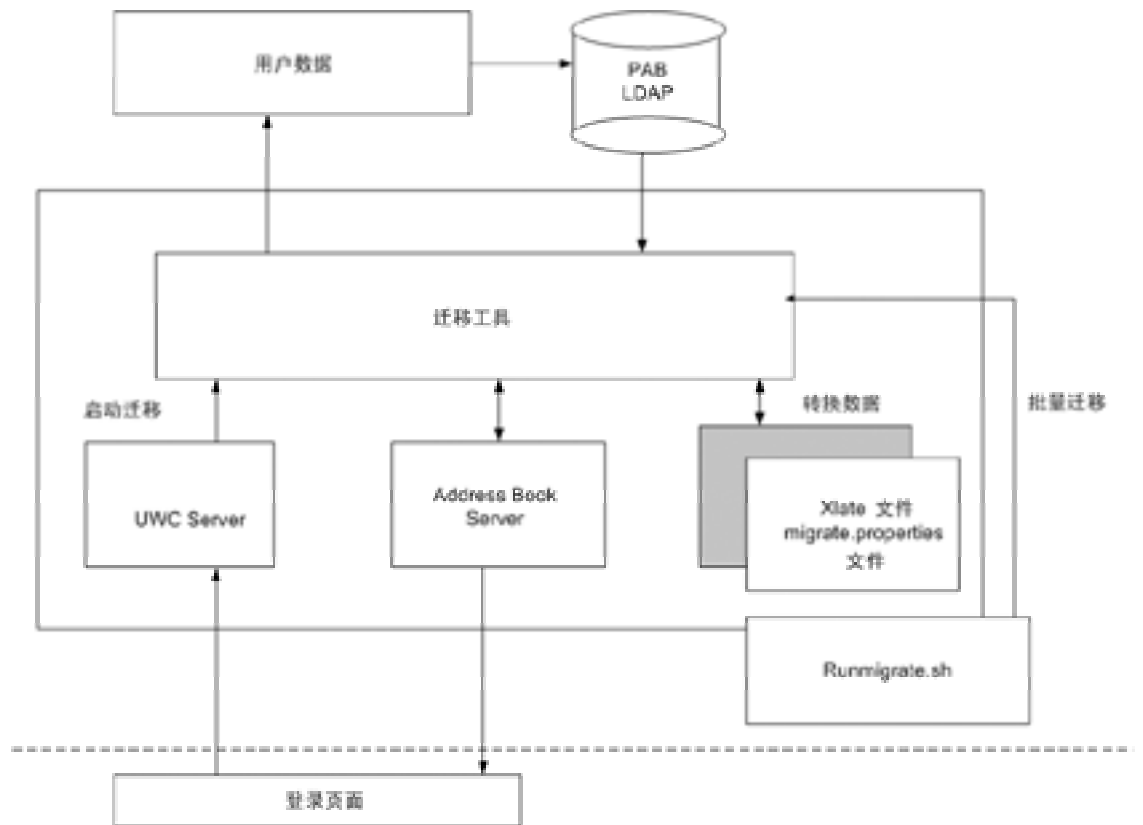 用户数据
PAB
LDAP
迁移工具
启动迁移
转换数据
批量迁移
UWC Server
Address Book
Server
Xlate 文件
migrate.properties
文件
Runmigrate.sh
登录页面